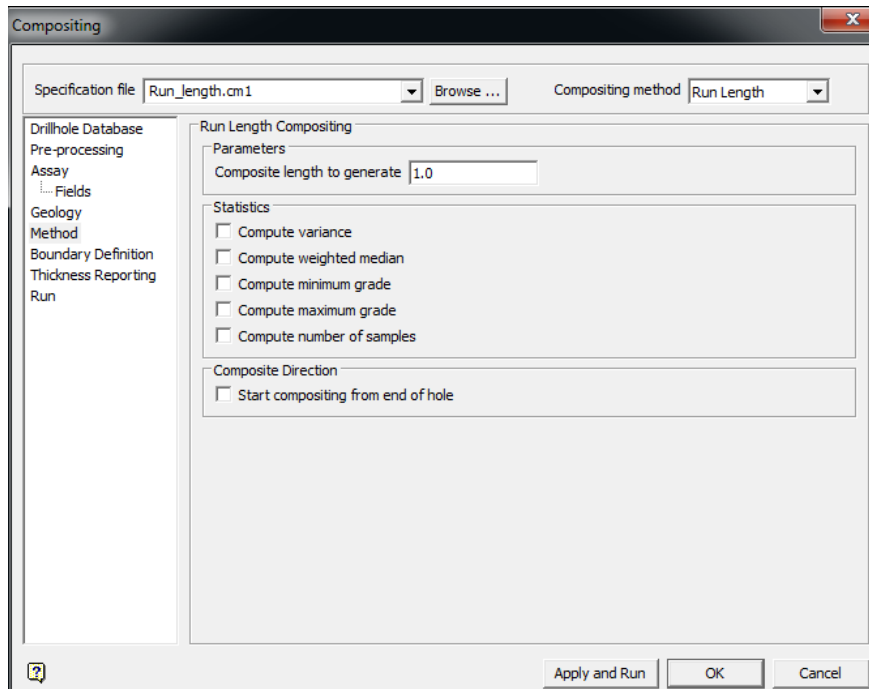 Compositing
Specification file Run_length.cm1 Browse ... Compositing method Run Length
Drillhole Database
Pre-processing
Assay
Fields
Geology
Method
Boundary Definition
Thickness Reporting
Run
Run Length Compositing
Parameters
Composite length to generate 1.0
Statistics
Compute variance
Compute weighted median
Compute minimum grade
Compute maximum grade
Compute number of samples
Composite Direction
Start compositing from end of hole
Apply and Run OK Cancel